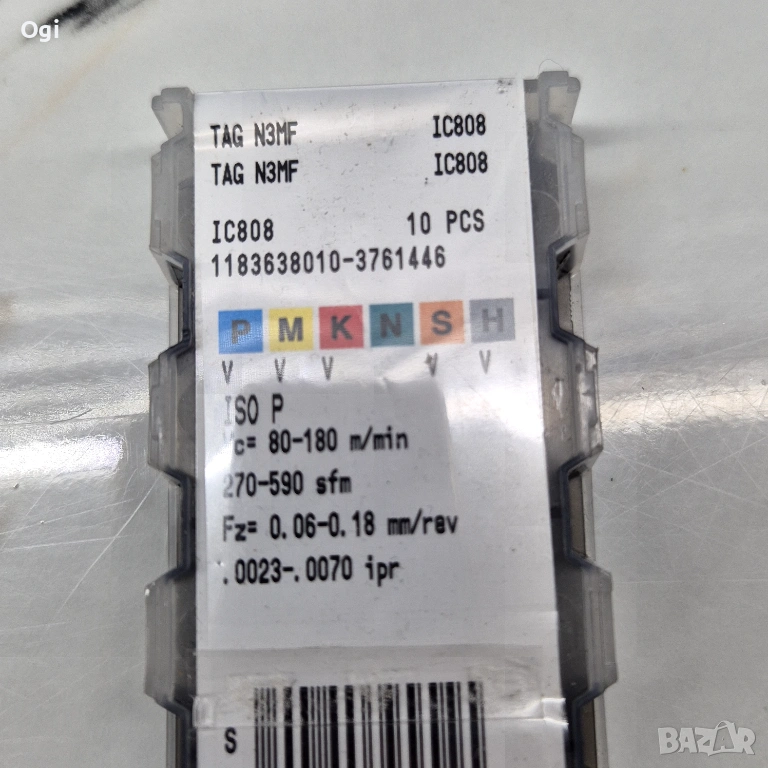 Ogi
TAG N3MF IC808
TAG N3MF IC808
IC808 10 PCS
1183638010-3761446
P M K N S H
V V V V V
ISO P
Vc= 80-180 m/min
270-590 sfm
Fz= 0.06-0.18 mm/rev
.0023-.0070 ipr
S
BAZAR